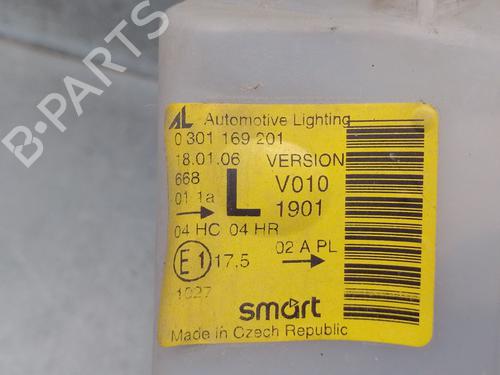 AL Automotive Lighting
0 301 169 201
18.01.06 VERSION
668 L V010
01 1a → 1901
04 HC 04 HR
E1 17,5 02 A PL
1027
smart
Made in Czech Republic
B-PARTS